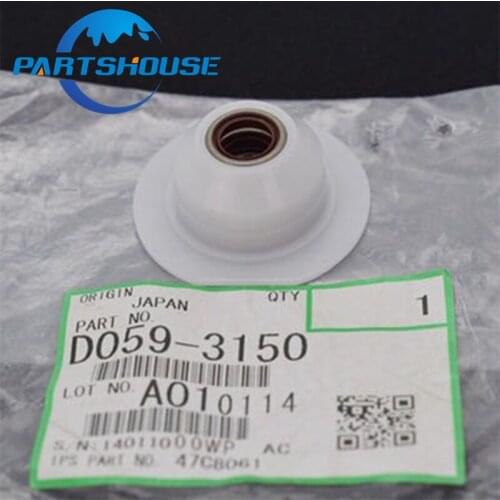 PARTSHOUSE
ORIGIN JAPAN QTY 1
PART NO.
D059-3150
LOT NO. A010114
S/N:14011000WP AC
IPS PART NO. 47C8061